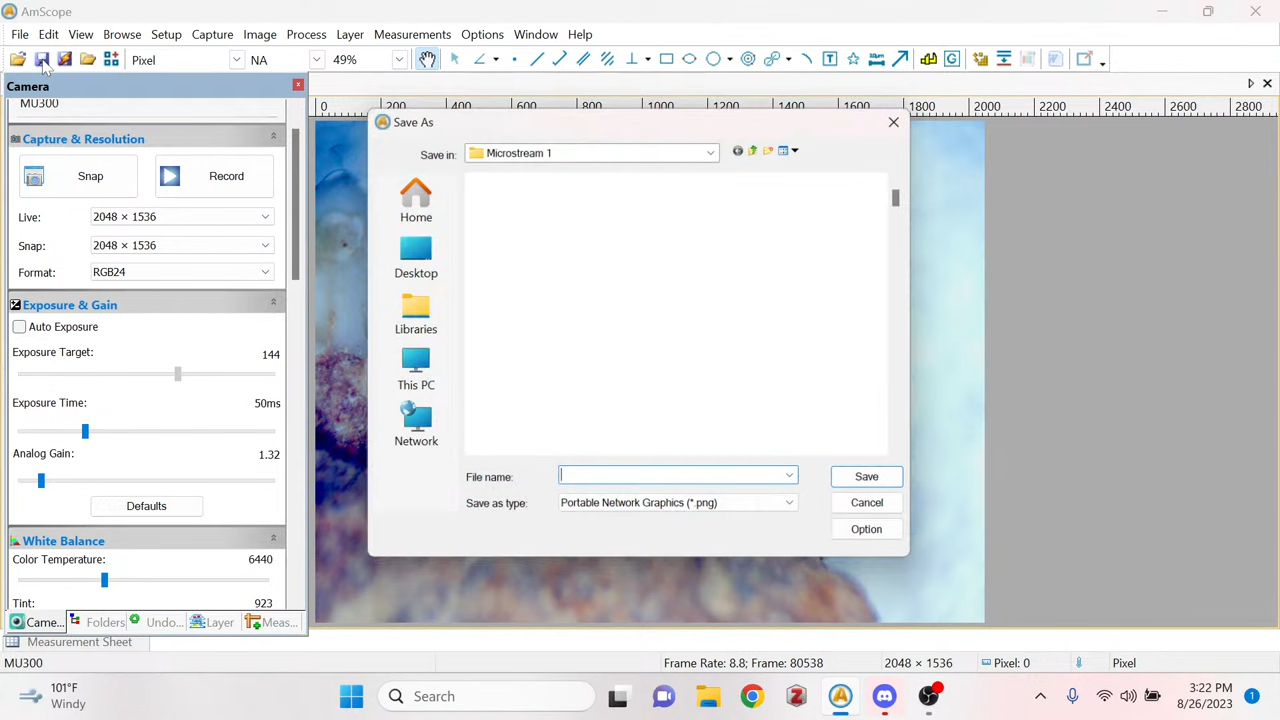 AmScope
File Edit View Browse Setup Capture Image Process Layer Measurements Options Window Help
Pixel NA 49%
Camera
MU300
Capture & Resolution
Snap Record
Live: 2048 × 1536
Snap: 2048 × 1536
Format: RGB24
Exposure & Gain
Auto Exposure
Exposure Target: 144
Exposure Time: 50ms
Analog Gain: 1.32
Defaults
White Balance
Color Temperature: 6440
Tint: 923
Came... Folders Undo... Layer Meas...
0 200 400 600 800 1000 1200 1400 1600 1800 2000 2200 2400 2600 2800
Save As
Save in: Microstream 1
Home
Desktop
Libraries
This PC
Network
File name: Save
Save as type: Portable Network Graphics (*.png) Cancel
Option
Measurement Sheet
MU300 Frame Rate: 8.8; Frame: 80538 2048 × 1536 Pixel: 0 Pixel
101°F
Windy
Search
3:22 PM
8/26/2023
1